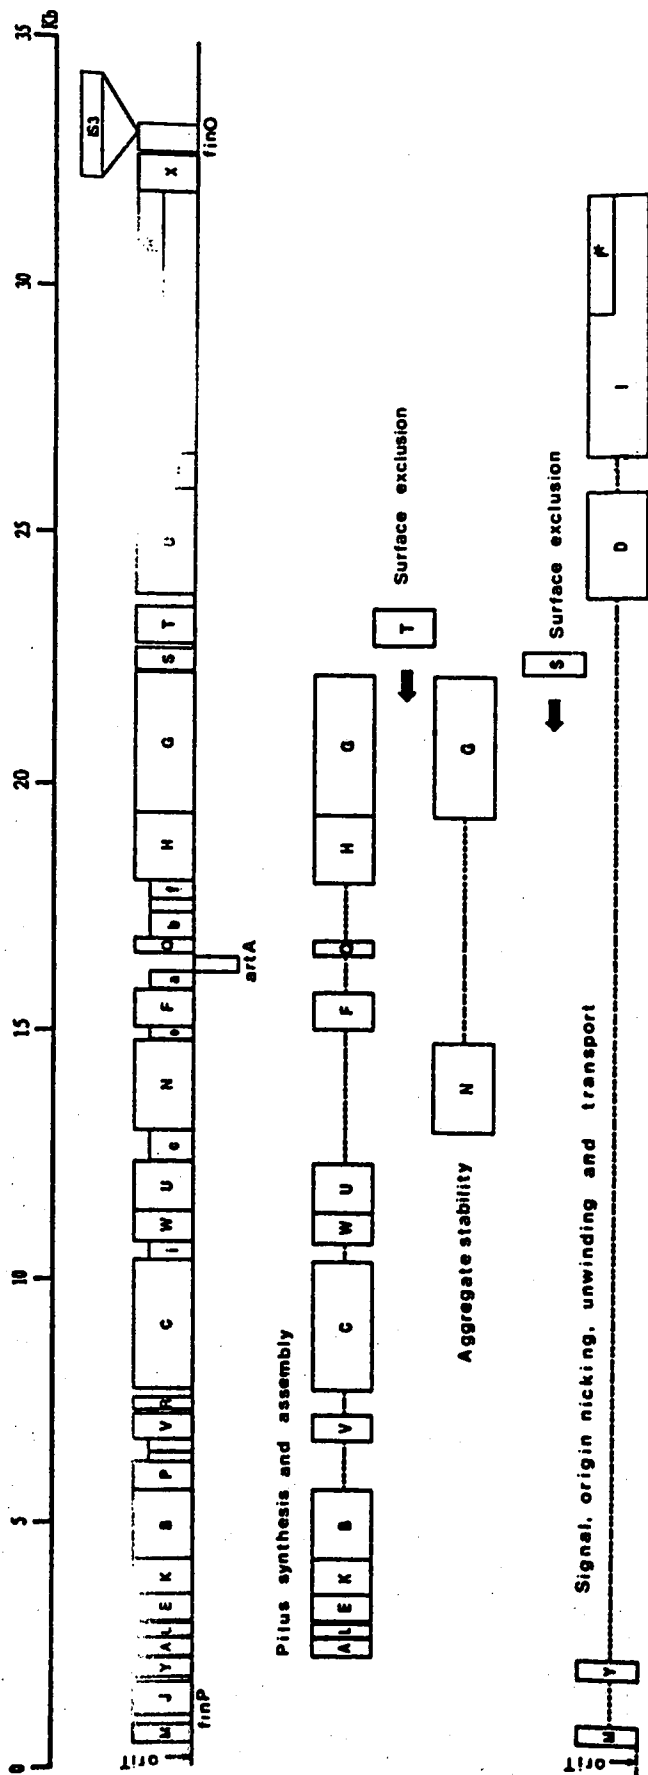 0 5 10 15 20 25 30 35 Kb
IS3
oriT M J Y A L E K B P V R C i W U c N e F a Q b f H G S T D X
finP artA finO
Pilus synthesis and assembly
A L E K B V C W U F Q H G
T Surface exclusion
Aggregate stability
N G
S Surface exclusion
Signal, origin nicking, unwinding and transport
oriT M Y D I I*